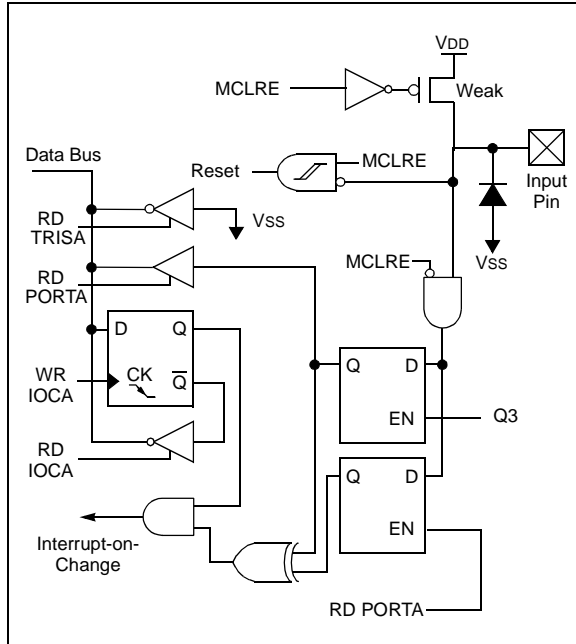 VDD
MCLRE
Weak
Data Bus
Reset
MCLRE
Input
Pin
RD
TRISA
VSS
VSS
RD
PORTA
MCLRE
D
Q
Q
D
WR
IOCA
CK
Q
EN
Q3
RD
IOCA
Q
D
EN
Interrupt-on-
Change
RD PORTA